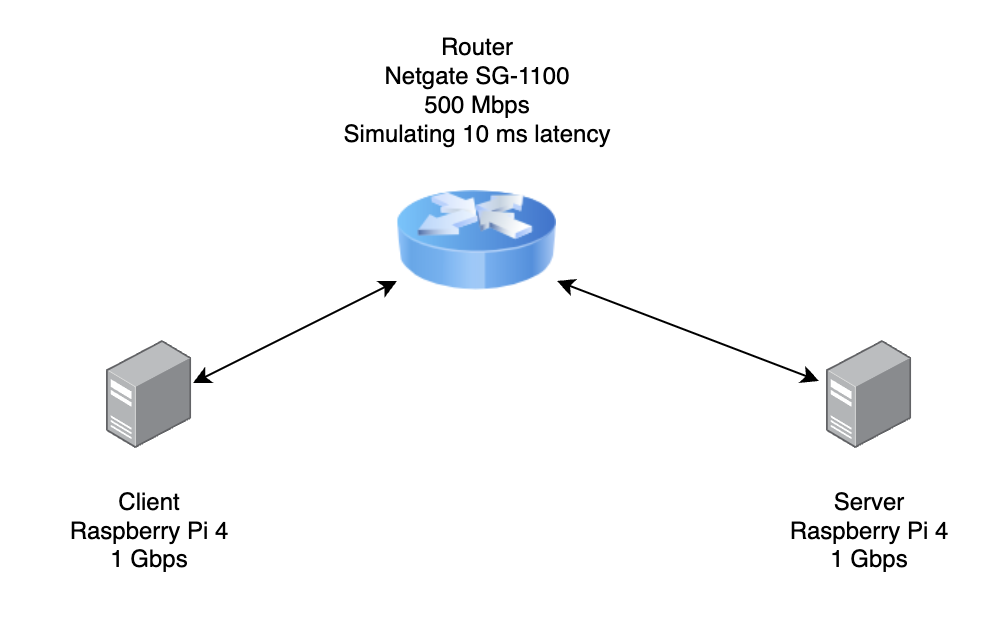 Router
Netgate SG-1100
500 Mbps
Simulating 10 ms latency
Client
Raspberry Pi 4
1 Gbps
Server
Raspberry Pi 4
1 Gbps